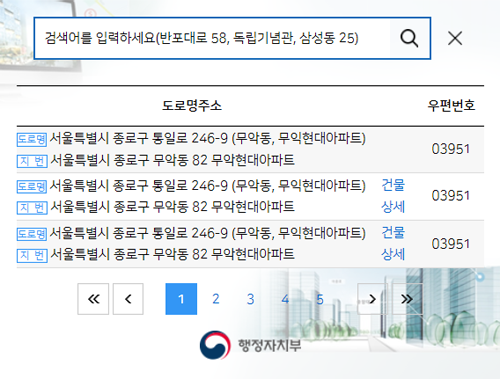 검색어를 입력하세요(반포대로 58, 독립기념관, 삼성동 25)
도로명주소 우편번호
도로명 서울특별시 종로구 통일로 246-9 (무악동, 무익현대아파트)
지 번 서울특별시 종로구 무악동 82 무악현대아파트
03951
도로명 서울특별시 종로구 통일로 246-9 (무악동, 무익현대아파트) 건물
지 번 서울특별시 종로구 무악동 82 무악현대아파트 상세
03951
도로명 서울특별시 종로구 통일로 246-9 (무악동, 무익현대아파트) 건물
지 번 서울특별시 종로구 무악동 82 무악현대아파트 상세
03951
1 2 3 4 5
행정자치부